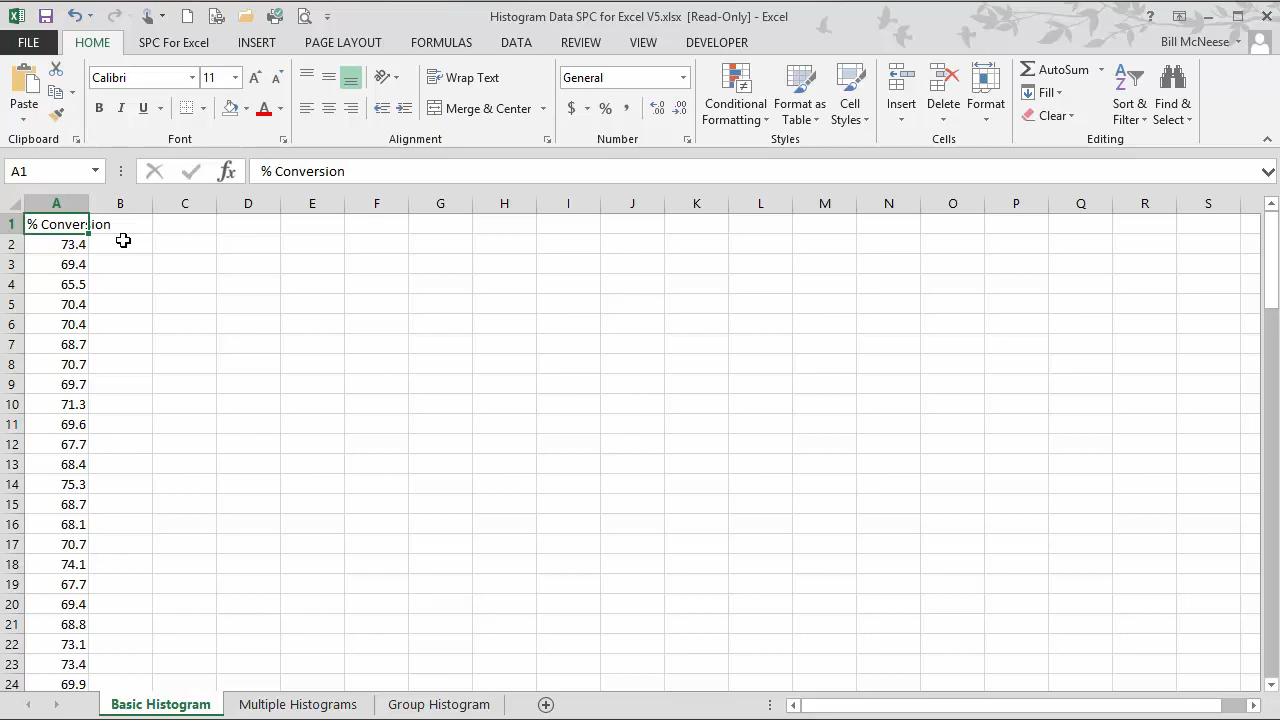 Histogram Data SPC for Excel V5.xlsx [Read-Only] - Excel
?
FILE HOME SPC For Excel INSERT PAGE LAYOUT FORMULAS DATA REVIEW VIEW DEVELOPER Bill McNeese
Paste
Calibri 11
Wrap Text
Merge & Center
General
$ % ,
B I U A
Conditional Formatting
Format as Table
Cell Styles
Insert Delete Format
AutoSum
Fill
Clear
Sort & Filter
Find & Select
Clipboard Font Alignment Number Styles Cells Editing
A1 fx % Conversion
A B C D E F G H I J K L M N O P Q R S
1 % Conversion
2 73.4
3 69.4
4 65.5
5 70.4
6 70.4
7 68.7
8 70.7
9 69.7
10 71.3
11 69.6
12 67.7
13 68.4
14 75.3
15 68.7
16 68.1
17 70.7
18 74.1
19 67.7
20 69.4
21 68.8
22 73.1
23 73.4
24 69.9
Basic Histogram Multiple Histograms Group Histogram